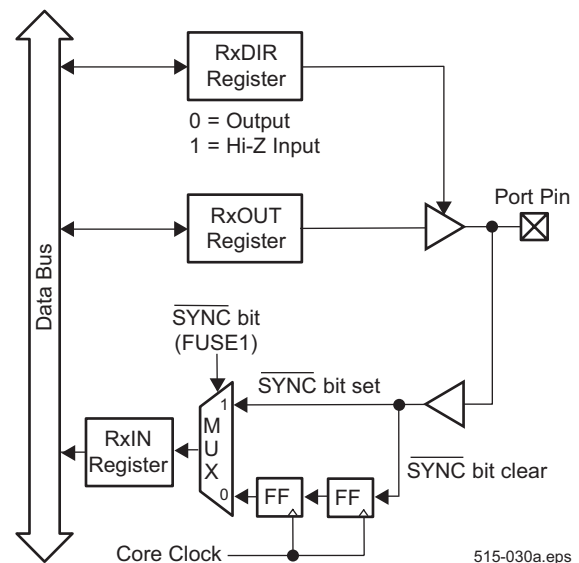 RxDIR
Register
0 = Output
1 = Hi-Z Input
Port Pin
RxOUT
Register
Data Bus
SYNC bit
(FUSE1)
SYNC bit set
1
MUX
0
RxIN
Register
SYNC bit clear
FF
FF
Core Clock
515-030a.eps